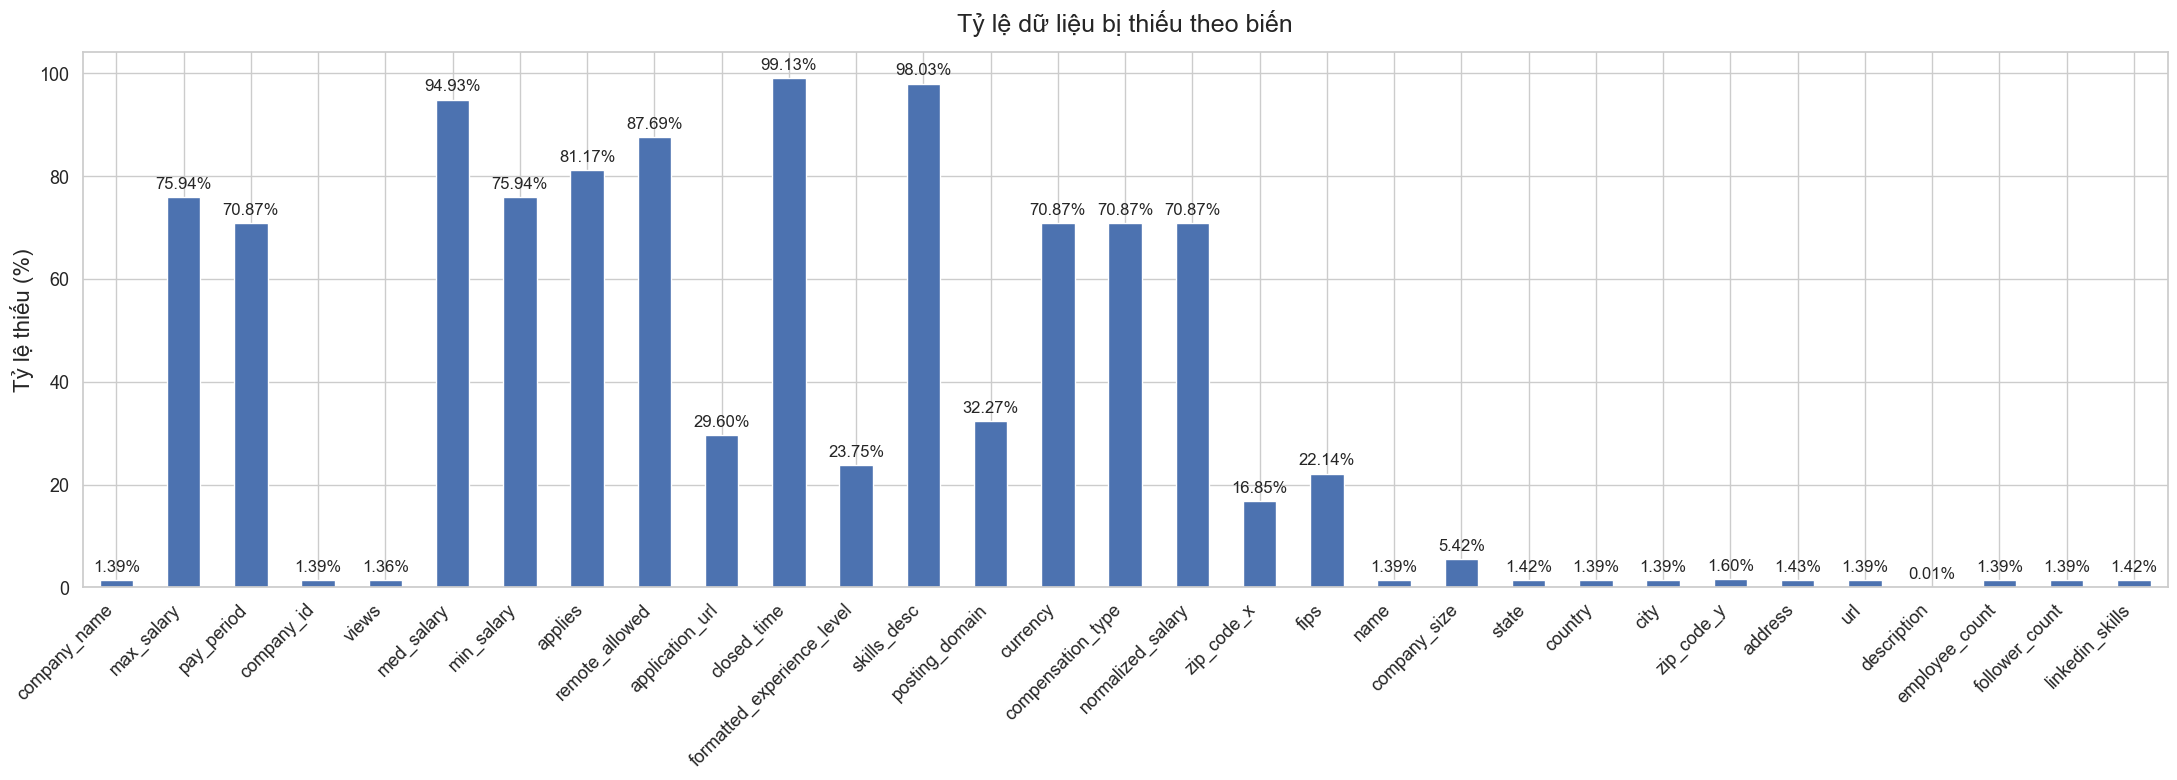 Tỷ lệ dữ liệu bị thiếu theo biến
Tỷ lệ thiếu (%)
100
80
60
40
20
0
1.39%
75.94%
70.87%
1.39%
1.36%
94.93%
75.94%
81.17%
87.69%
29.60%
99.13%
23.75%
98.03%
32.27%
70.87%
70.87%
70.87%
16.85%
22.14%
1.39%
5.42%
1.42%
1.39%
1.39%
1.60%
1.43%
1.39%
0.01%
1.39%
1.39%
1.42%
company_name
max_salary
pay_period
company_id
views
med_salary
min_salary
applies
remote_allowed
application_url
closed_time
formatted_experience_level
skills_desc
posting_domain
currency
compensation_type
normalized_salary
zip_code_x
fips
name
company_size
state
country
city
zip_code_y
address
url
description
employee_count
follower_count
linkedin_skills